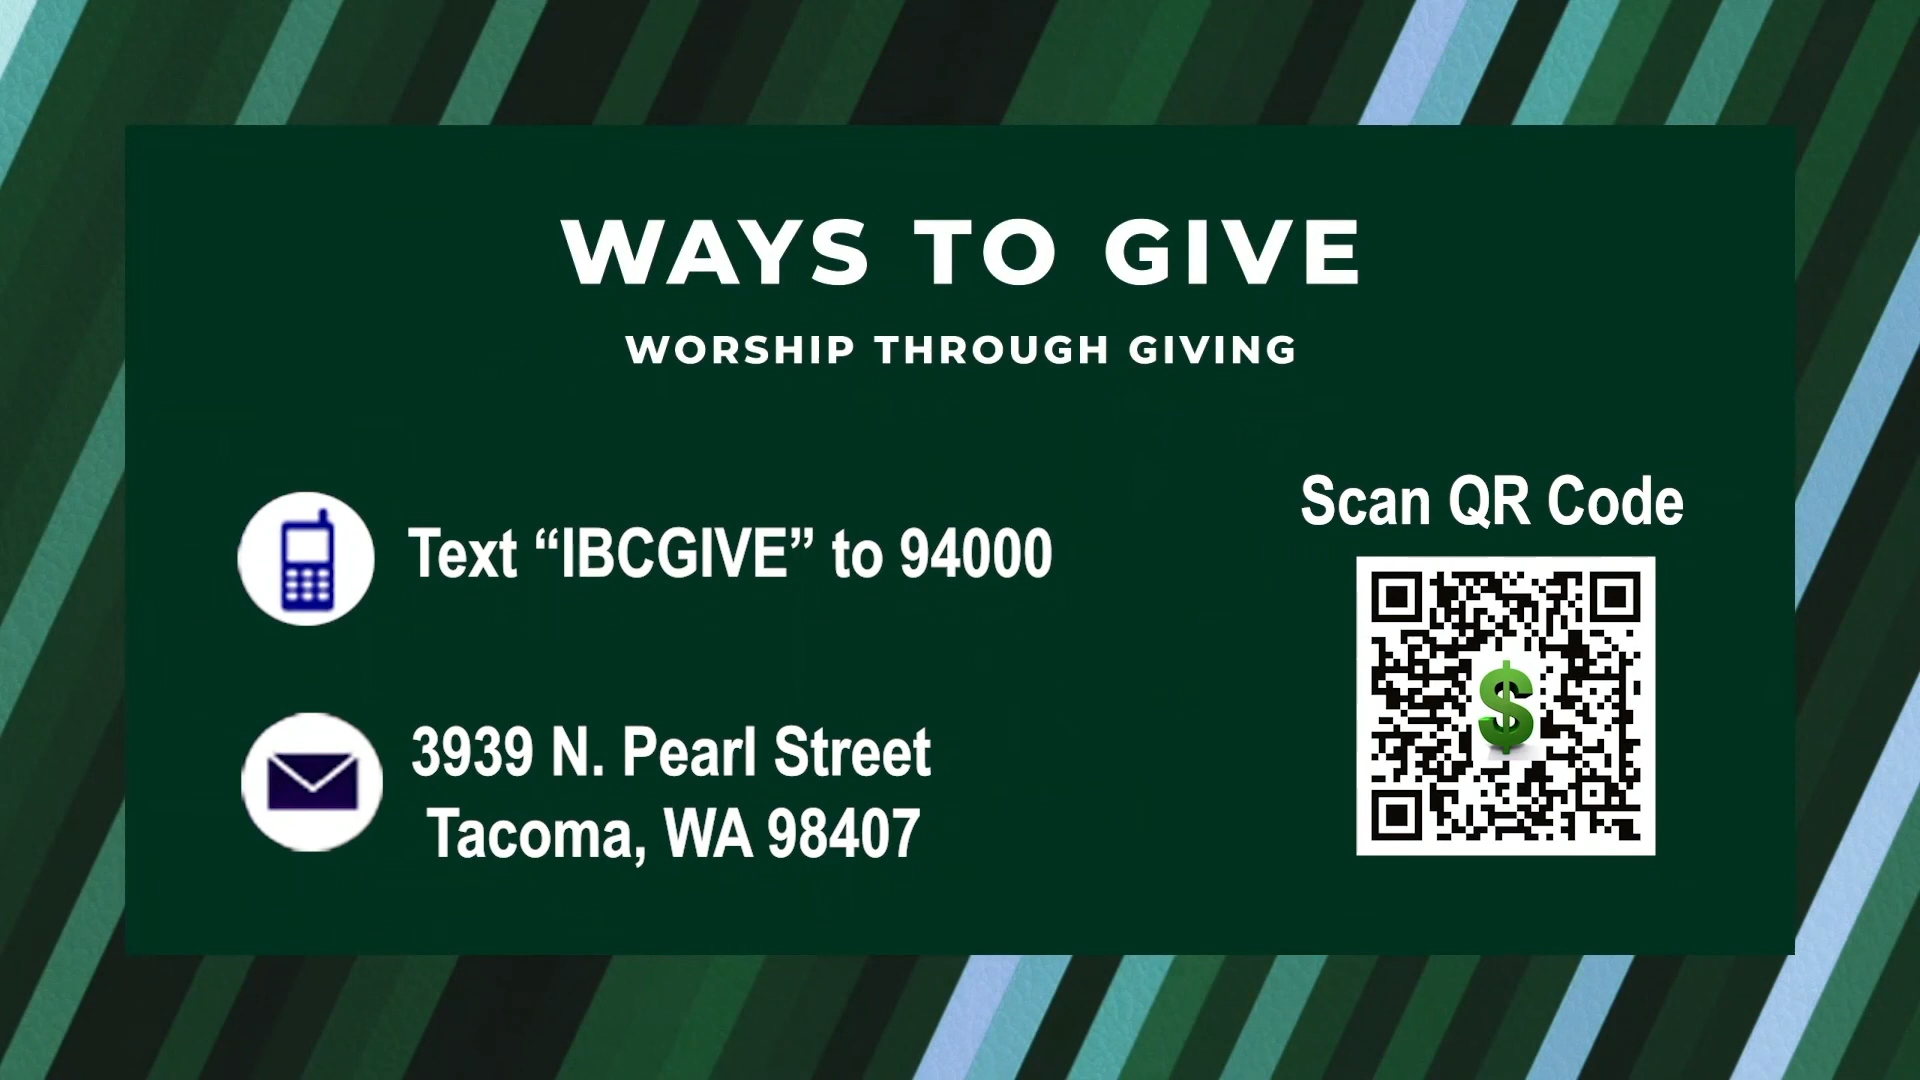 WAYS TO GIVE
WORSHIP THROUGH GIVING
Text “IBCGIVE” to 94000
3939 N. Pearl Street
Tacoma, WA 98407
Scan QR Code
$